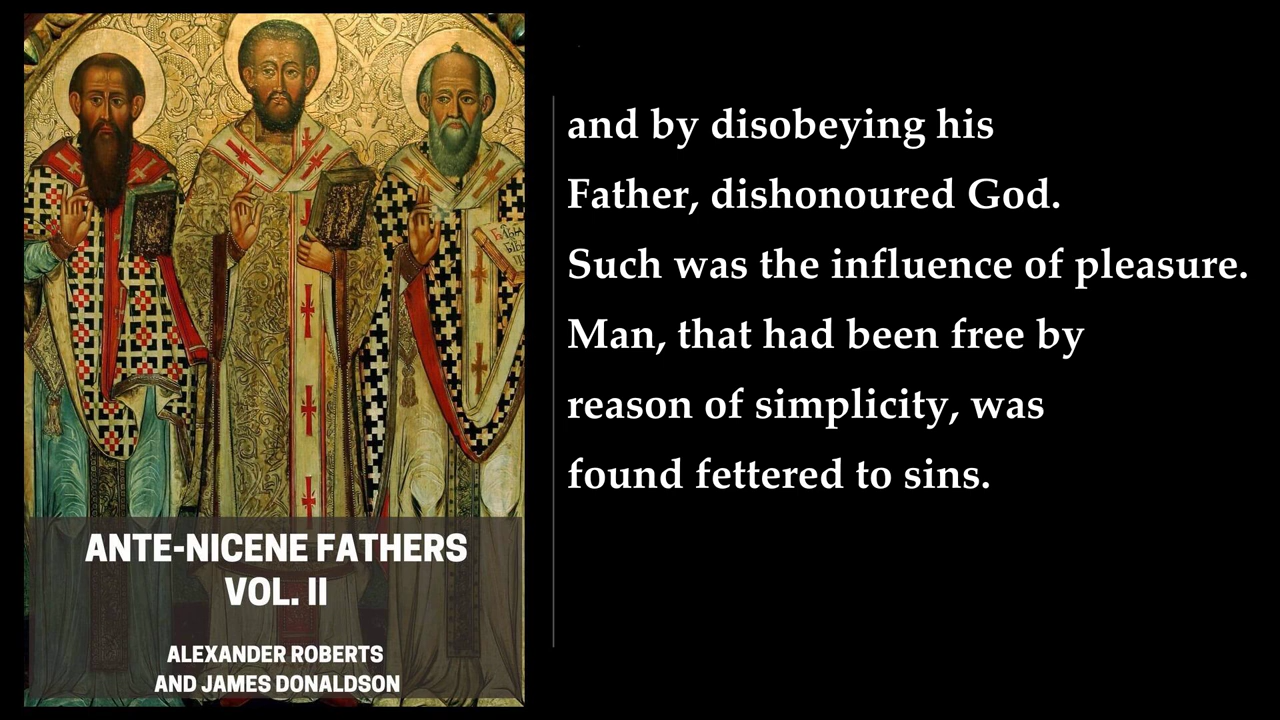 and by disobeying his
Father, dishonoured God.
Such was the influence of pleasure.
Man, that had been free by
reason of simplicity, was
found fettered to sins.
ANTE-NICENE FATHERS
VOL. II
ALEXANDER ROBERTS
AND JAMES DONALDSON